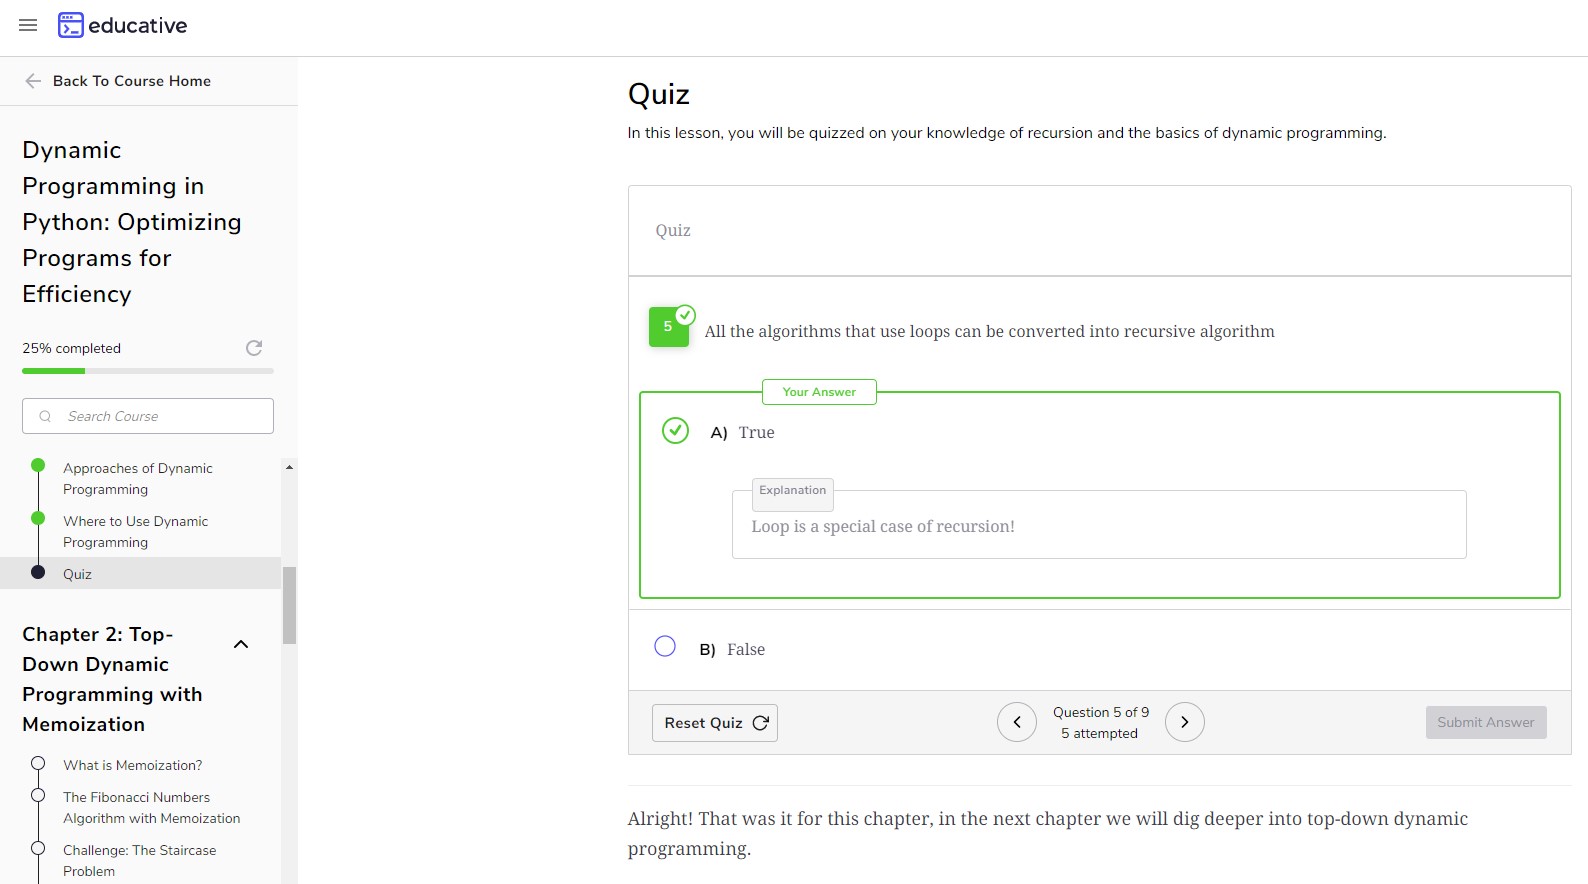 educative
Back To Course Home
Dynamic
Programming in
Python: Optimizing
Programs for
Efficiency
25% completed
Search Course
Approaches of Dynamic
Programming
Where to Use Dynamic
Programming
Quiz
Chapter 2: Top-
Down Dynamic
Programming with
Memoization
What is Memoization?
The Fibonacci Numbers
Algorithm with Memoization
Challenge: The Staircase
Problem
Quiz
In this lesson, you will be quizzed on your knowledge of recursion and the basics of dynamic programming.
Quiz
5 All the algorithms that use loops can be converted into recursive algorithm
Your Answer
A) True
Explanation
Loop is a special case of recursion!
B) False
Reset Quiz
Question 5 of 9
5 attempted
Submit Answer
Alright! That was it for this chapter, in the next chapter we will dig deeper into top-down dynamic
programming.